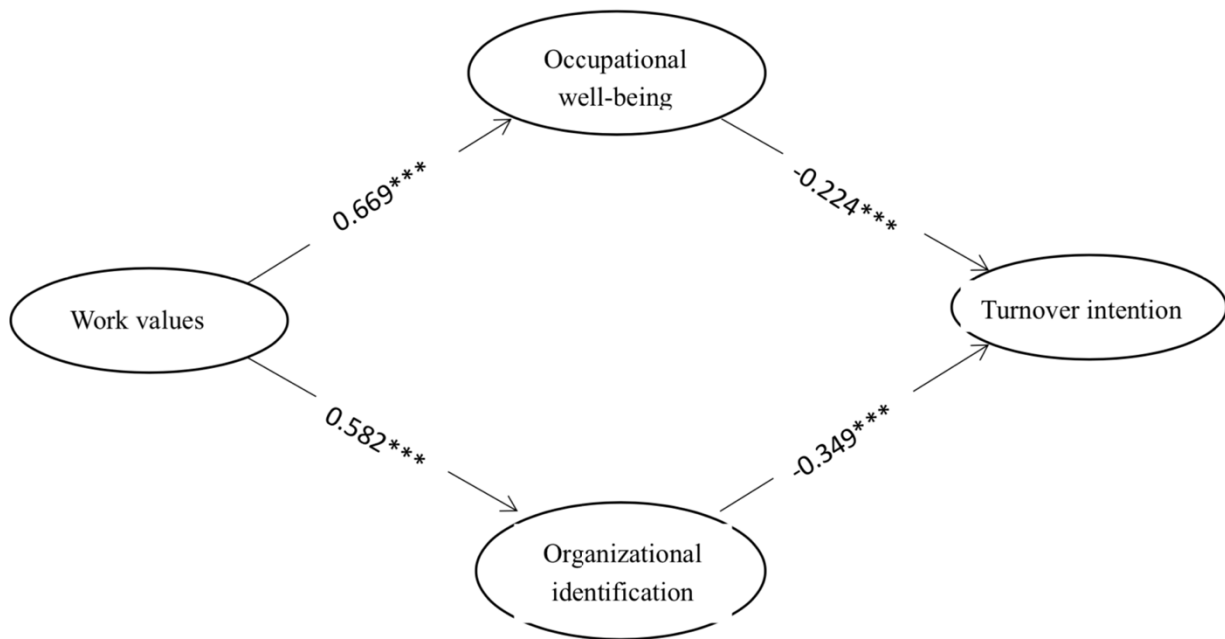 Occupational
well-being
0.669***
-0.224***
Work values
Turnover intention
0.582***
-0.349***
Organizational
identification